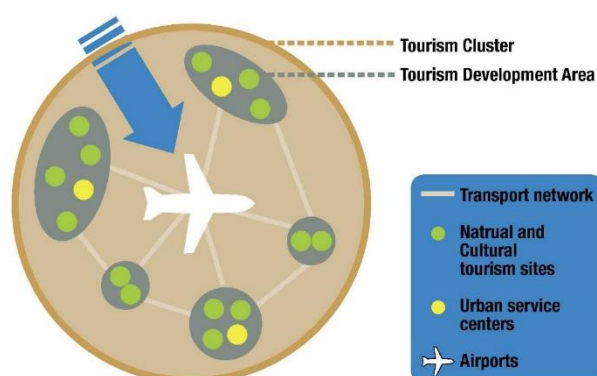 Tourism Cluster
Tourism Development Area
Transport network
Natrual and
Cultural
tourism sites
Urban service
centers
Airports